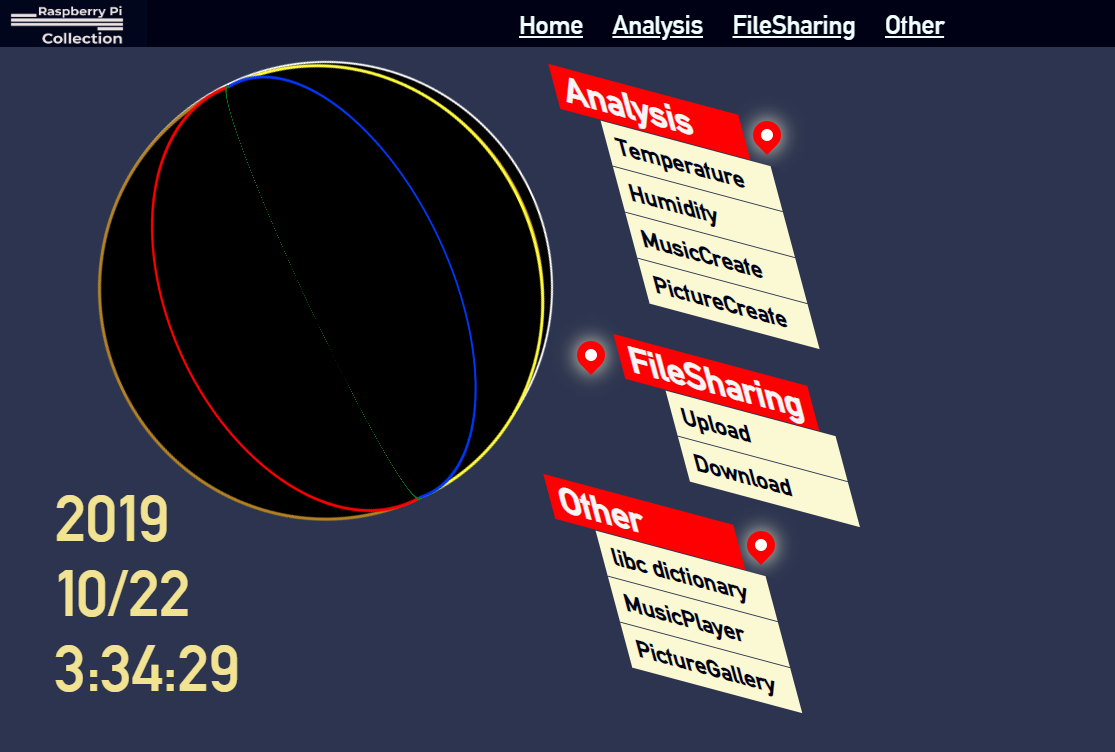 Raspberry Pi
Collection
Home Analysis FileSharing Other
Analysis
Temperature
Humidity
MusicCreate
PictureCreate
FileSharing
Upload
Download
Other
libc dictionary
MusicPlayer
PictureGallery
2019
10/22
3:34:29